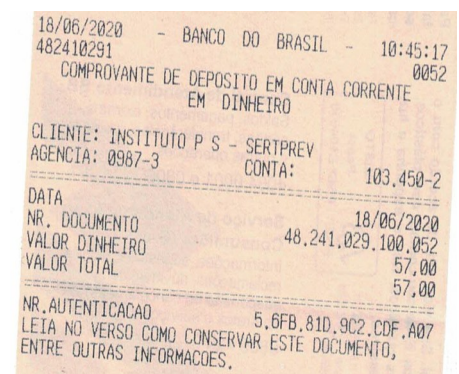 18/06/2020 - BANCO DO BRASIL - 10:45:17
482410291 0052
COMPROVANTE DE DEPOSITO EM CONTA CORRENTE
EM DINHEIRO
CLIENTE: INSTITUTO P S - SERTPREV
AGENCIA: 0987-3 CONTA: 103.450-2
DATA 18/06/2020
NR. DOCUMENTO 48.241.029.100.052
VALOR DINHEIRO 57,00
VALOR TOTAL 57,00
NR.AUTENTICACAO 5.6FB.81D.9C2.CDF.A07
LEIA NO VERSO COMO CONSERVAR ESTE DOCUMENTO,
ENTRE OUTRAS INFORMACOES.